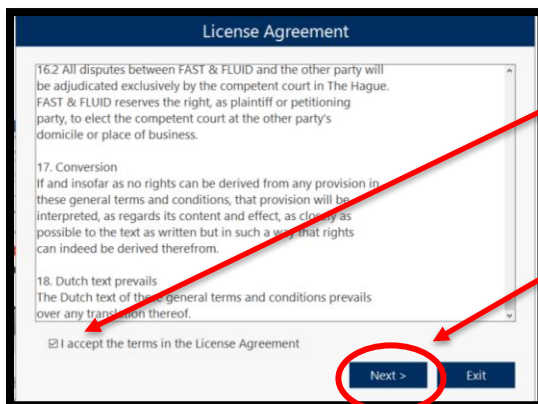 License Agreement
16.2 All disputes between FAST & FLUID and the other party will
be adjudicated exclusively by the competent court in The Hague.
FAST & FLUID reserves the right, as plaintiff or petitioning
party, to elect the competent court at the other party's
domicile or place of business.
17. Conversion
If and insofar as no rights can be derived from any provision in
these general terms and conditions, that provision will be
interpreted, as regards its content and effect, as closely as
possible to the text as written but in such a way that rights
can indeed be derived therefrom.
18. Dutch text prevails
The Dutch text of these general terms and conditions prevails
over any translation thereof.
I accept the terms in the License Agreement
Next > Exit